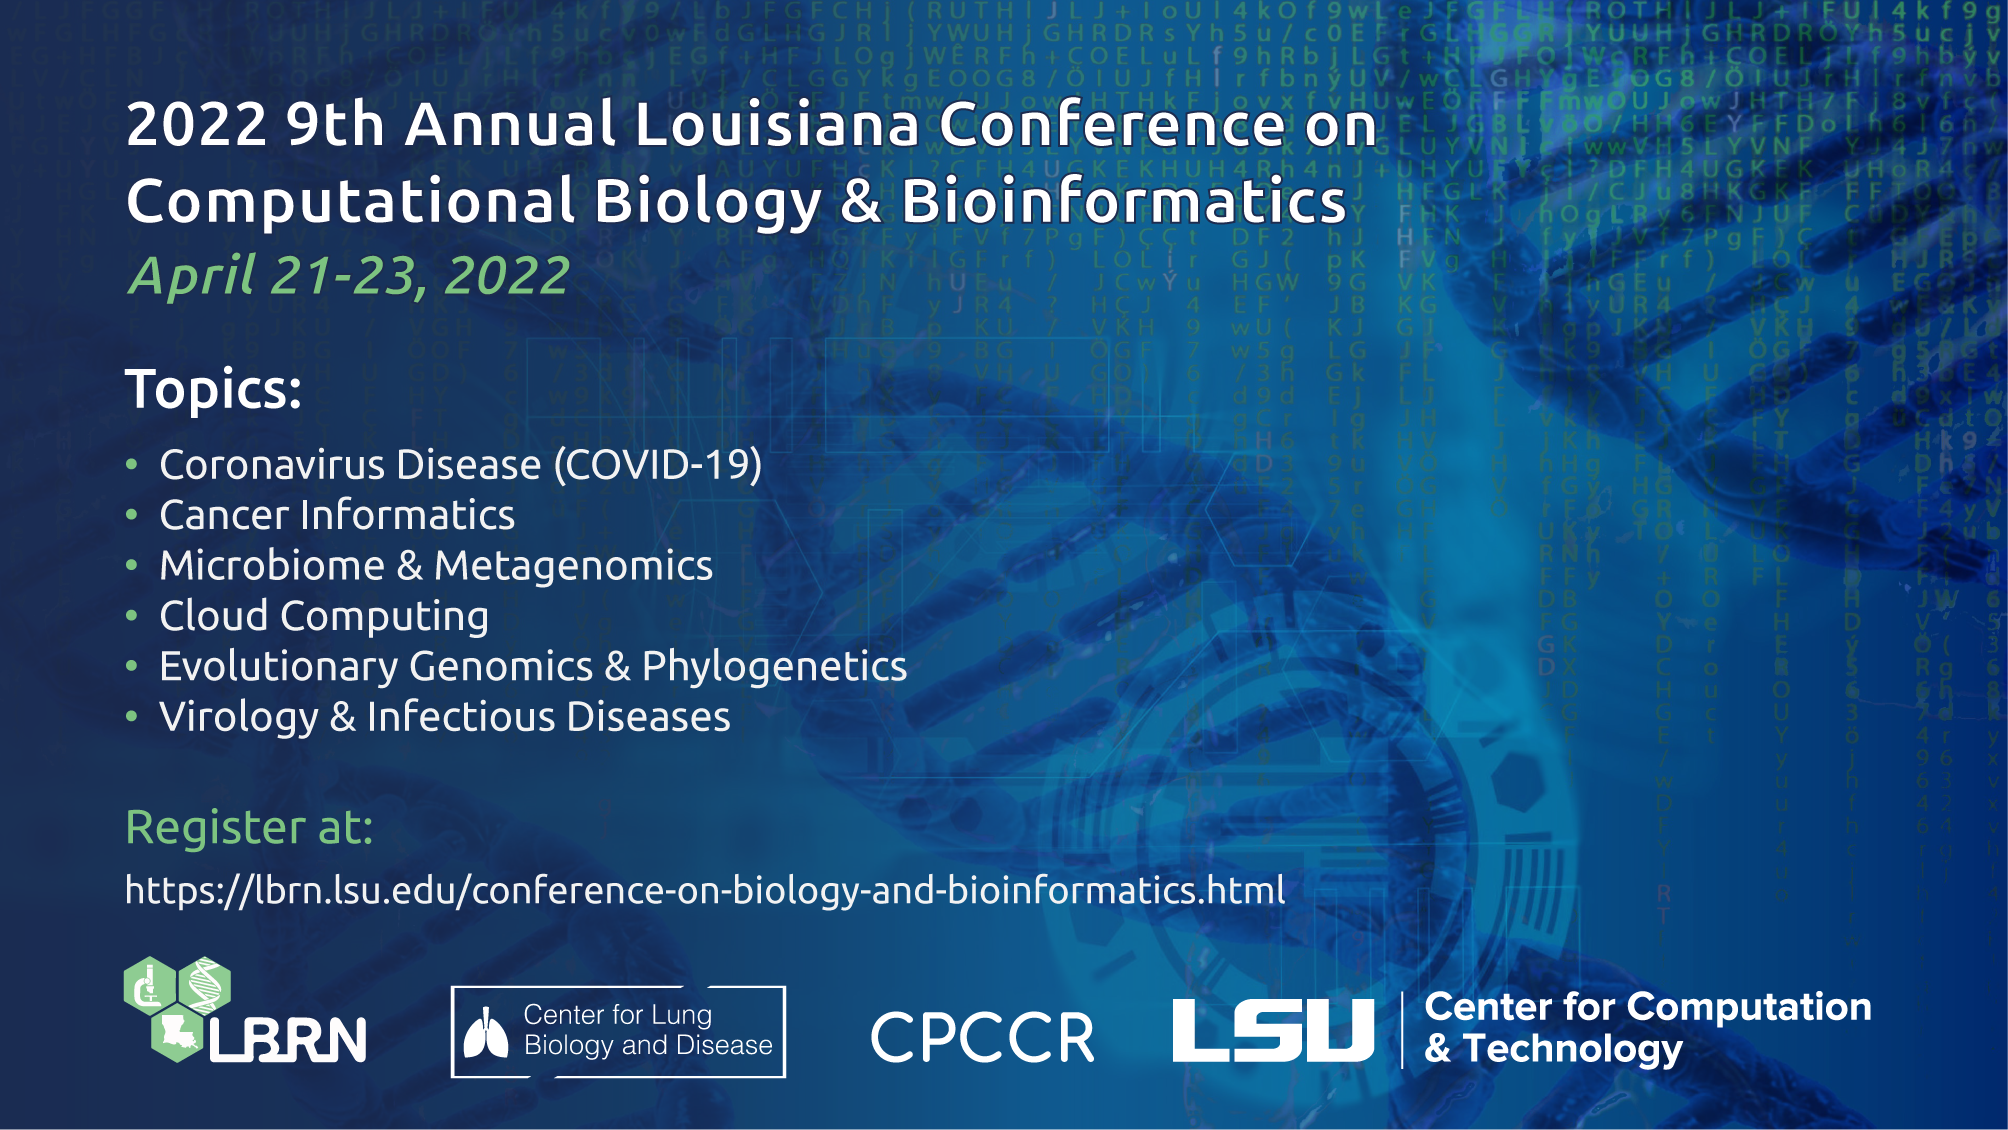 2022 9th Annual Louisiana Conference on
Computational Biology & Bioinformatics
April 21-23, 2022
Topics:
• Coronavirus Disease (COVID-19)
• Cancer Informatics
• Microbiome & Metagenomics
• Cloud Computing
• Evolutionary Genomics & Phylogenetics
• Virology & Infectious Diseases
Register at:
https://lbrn.lsu.edu/conference-on-biology-and-bioinformatics.html
LBRN
Center for Lung
Biology and Disease
CPCCR
LSU
Center for Computation
& Technology